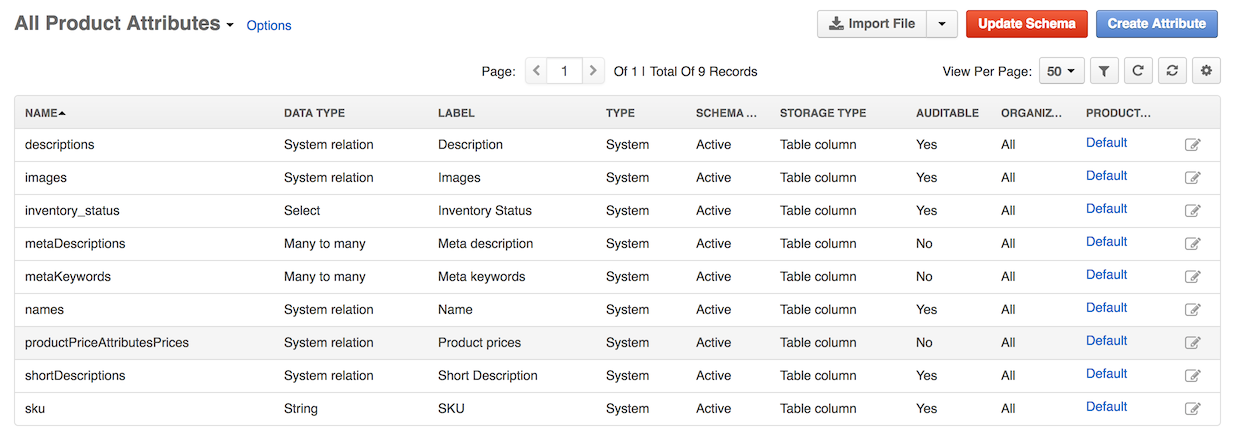 All Product Attributes Options Import File Update Schema Create Attribute
Page: 1 Of 1 | Total Of 9 Records View Per Page: 50
NAME DATA TYPE LABEL TYPE SCHEMA ... STORAGE TYPE AUDITABLE ORGANIZ... PRODUCT...
descriptions System relation Description System Active Table column Yes All Default
images System relation Images System Active Table column Yes All Default
inventory_status Select Inventory Status System Active Table column Yes All Default
metaDescriptions Many to many Meta description System Active Table column No All Default
metaKeywords Many to many Meta keywords System Active Table column No All Default
names System relation Name System Active Table column Yes All Default
productPriceAttributesPrices System relation Product prices System Active Table column No All Default
shortDescriptions System relation Short Description System Active Table column Yes All Default
sku String SKU System Active Table column Yes All Default